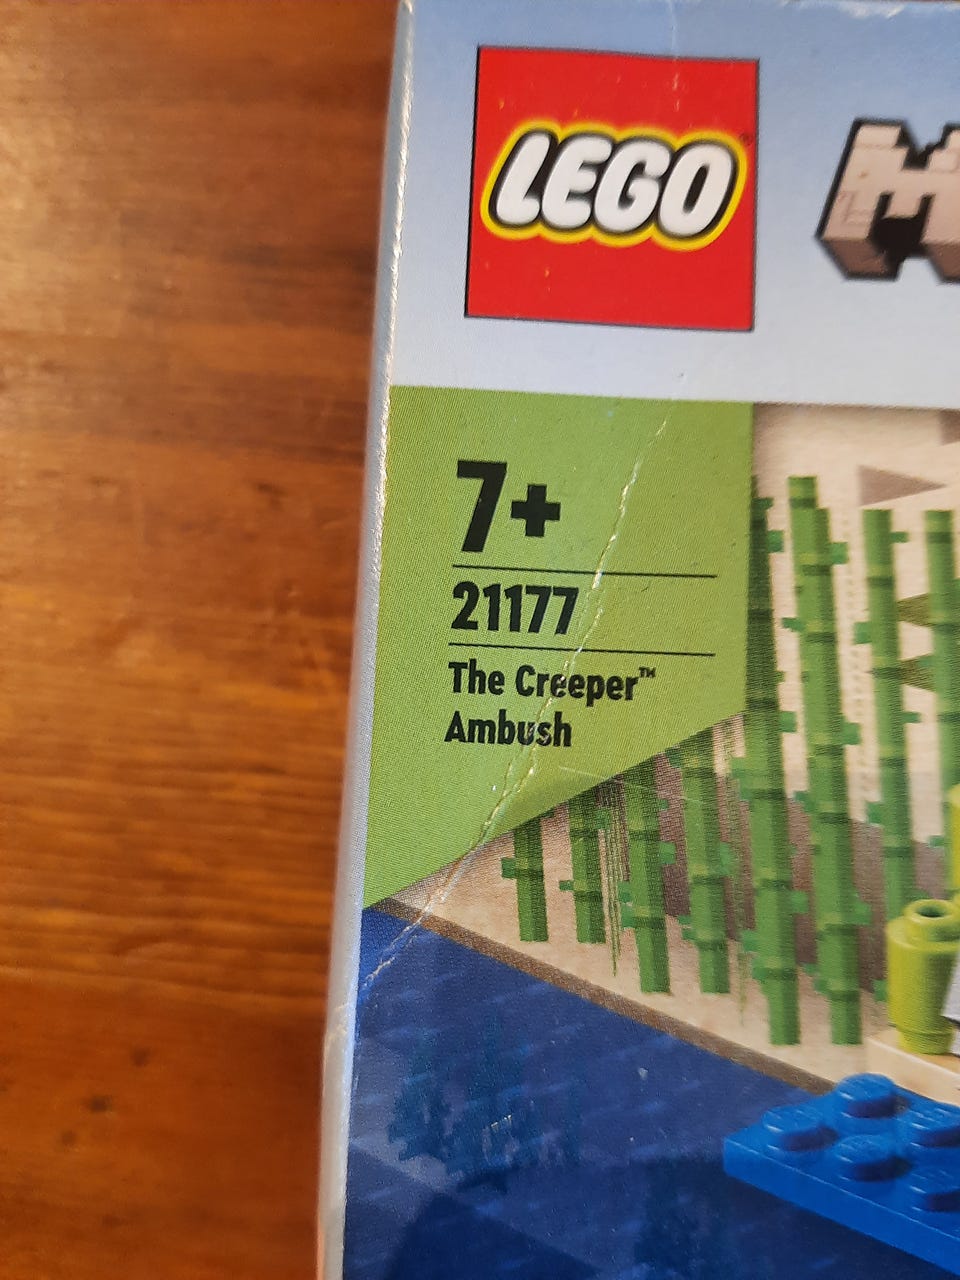 LEGO
M
7+
21177
The Creeper™
Ambush